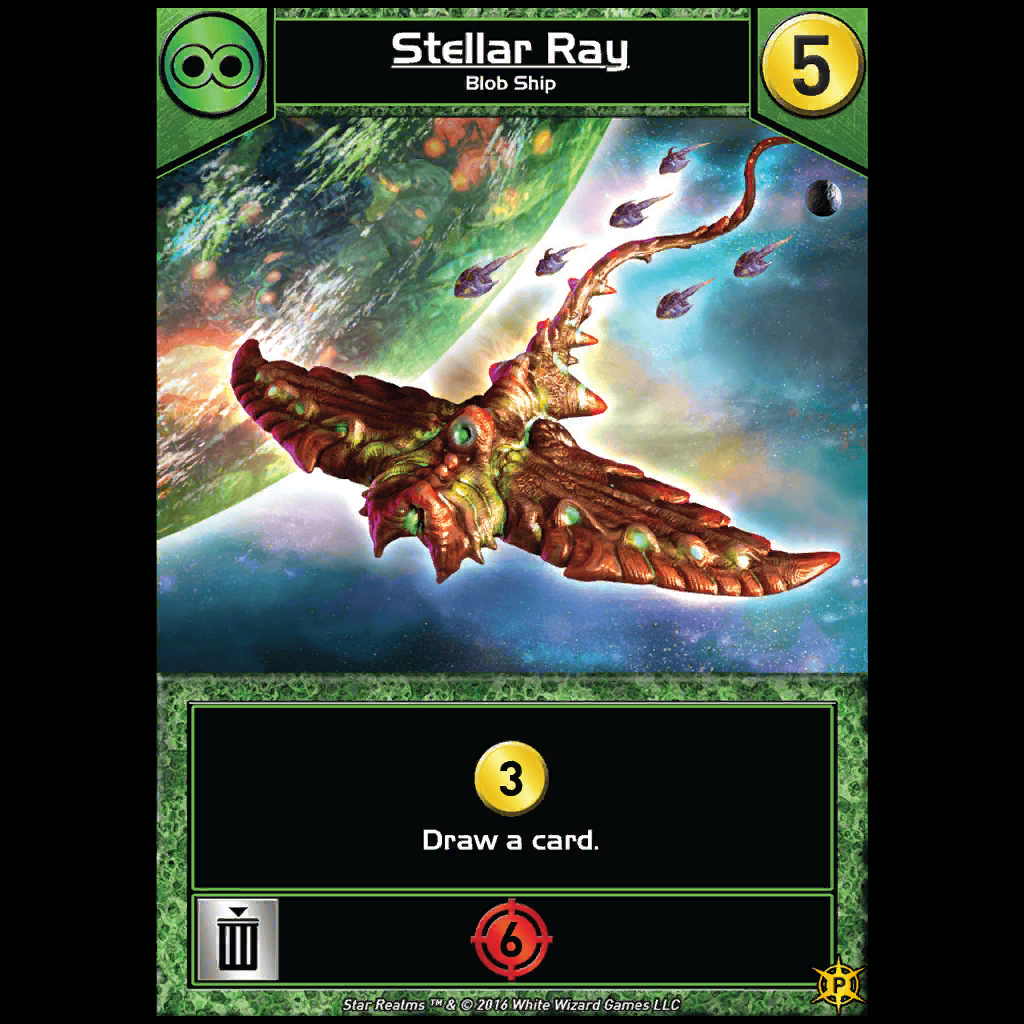 Stellar Ray
Blob Ship
5
3
Draw a card.
6
P
Star Realms ™ & © 2016 White Wizard Games LLC